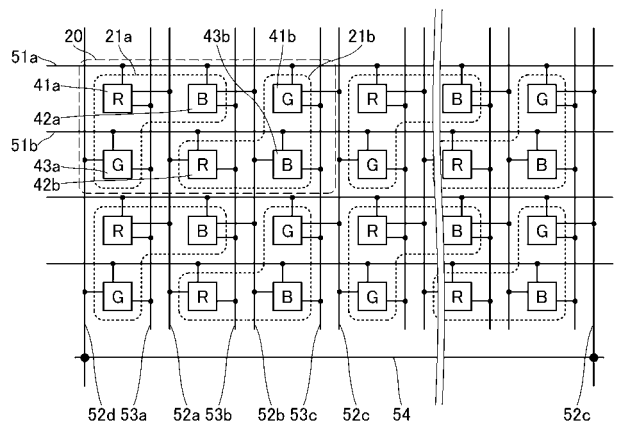 20 21a 43b 41b 21b
51a
41a R B G R B G
42a
51b
43a G R B G R B
42b
R B G R B G
G R B G R B
52d 53a 52a 53b 52b 53c 52c 54 52c